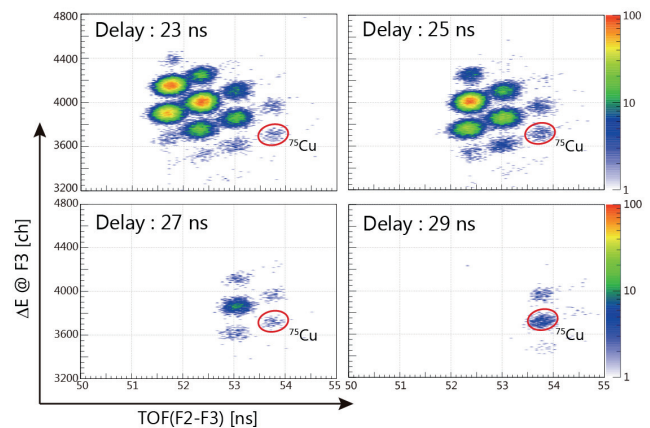 4800
4400
4000
3600
3200
Delay : 23 ns
75Cu
Delay : 25 ns
75Cu
100
10
1
4800
4400
4000
3600
3200
Delay : 27 ns
75Cu
Delay : 29 ns
75Cu
100
10
1
50 51 52 53 54 50 51 52 53 54 55
ΔE @ F3 [ch]
TOF(F2-F3) [ns]